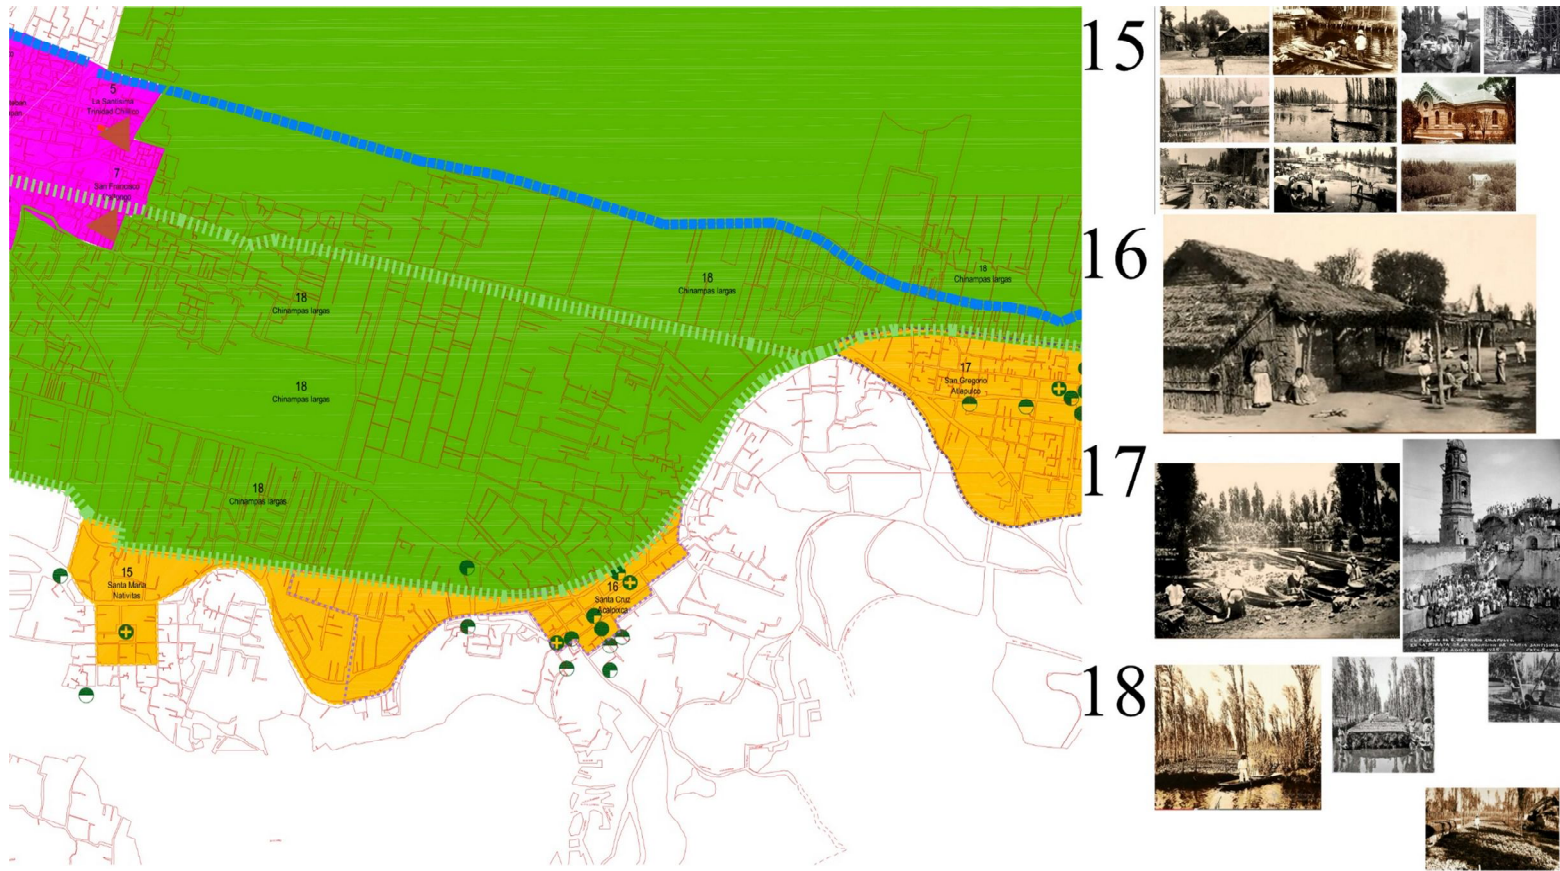 5
La Santísima
Trinidad Chililico
7
San Francisco
18
Chinampas largas
18
Chinampas largas
18
Chinampas largas
18
Chinampas largas
18
Chinampas largas
17
San Gregorio
Atlapulco
15
Santa María
Nativitas
16
Santa Cruz
Acalpixca
15
16
17
18